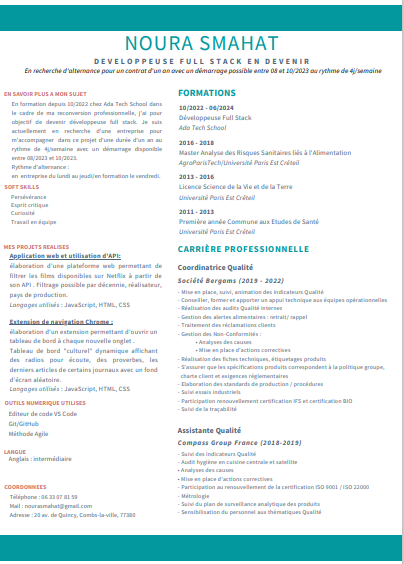 NOURA SMAHAT
DEVELOPPEUSE FULL STACK EN DEVENIR
En recherche d'alternance pour un contrat d'un an avec un démarrage possible entre 08 et 10/2023 au rythme de 4j/semaine
EN SAVOIR PLUS A MON SUJET
En formation depuis 10/2022 chez Ada Tech School dans
le cadre de ma reconversion professionnelle, j'ai pour
objectif de devenir développeuse full stack. Je suis
actuellement en recherche d'une entreprise pour
m'accompagner dans ce projet d'une durée d'un an au
rythme de 4j/semaine avec un démarrage disponible
entre 08/2023 et 10/2023.
Rythme d'alternance :
en entreprise du lundi au jeudi/en formation le vendredi.
SOFT SKILLS
Persévérance
Esprit critique
Curiosité
Travail en équipe
MES PROJETS REALISES
Application web et utilisation d'API:
élaboration d'une plateforme web permettant de
filtrer les films disponibles sur Netflix à partir de
son API . Filtrage possible par décennie, réalisateur,
pays de production.
Langages utilisés : JavaScript, HTML, CSS
Extension de navigation Chrome :
élaboration d'un extension permettant d'ouvrir un
tableau de bord à chaque nouvelle onglet .
Tableau de bord "culturel" dynamique affichant
des radios pour écoute, des proverbes, les
derniers articles de certains journaux avec un fond
d'écran aléatoire.
Langages utilisés : JavaScript, HTML, CSS
OUTILS NUMERIQUE UTILISES
Editeur de code VS Code
Git/GitHub
Méthode Agile
LANGUE
Anglais : intermédiaire
COORDONNEES
Téléphone : 06 33 07 81 59
Mail : nourasmahat@gmail.com
Adresse : 20 av. de Quincy, Combs-la-ville, 77380
FORMATIONS
10/2022 - 06/2024
Développeuse Full Stack
Ada Tech School
2016 - 2018
Master Analyse des Risques Sanitaires liés à l'Alimentation
AgroParisTech/Université Paris Est Créteil
2013 - 2016
Licence Science de la Vie et de la Terre
Université Paris Est Créteil
2011 - 2013
Première année Commune aux Etudes de Santé
Université Paris Est Créteil
CARRIÈRE PROFESSIONNELLE
Coordinatrice Qualité
Société Bergams (2019 - 2022)
- Mise en place, suivi, animation des indicateurs Qualité
- Conseiller, former et apporter un appui technique aux équipes opérationnelles
- Réalisation des audits Qualité internes
- Gestion des alertes alimentaires : retrait/ rappel
- Traitement des réclamations clients
- Gestion des Non-Conformités :
• Analyses des causes
• Mise en place d'actions correctives
- Réalisation des fiches techniques, étiquetages produits
- S'assurer que les spécifications produits correspondent à la politique groupe,
charte client et exigences réglementaires
- Elaboration des standards de production / procédures
- Suivi essais industriels
- Participation renouvellement certification IFS et certification BIO
- Suivi de la traçabilité
Assistante Qualité
Compass Group France (2018-2019)
- Suivi des indicateurs Qualité
- Audit hygiène en cuisine centrale et satellite
• Analyses des causes
• Mise en place d'actions correctives
- Participation au renouvellement de la certification ISO 9001 / ISO 22000
- Métrologie
- Suivi du plan de surveillance analytique des produits
- Sensibilisation du personnel aux thématiques Qualité